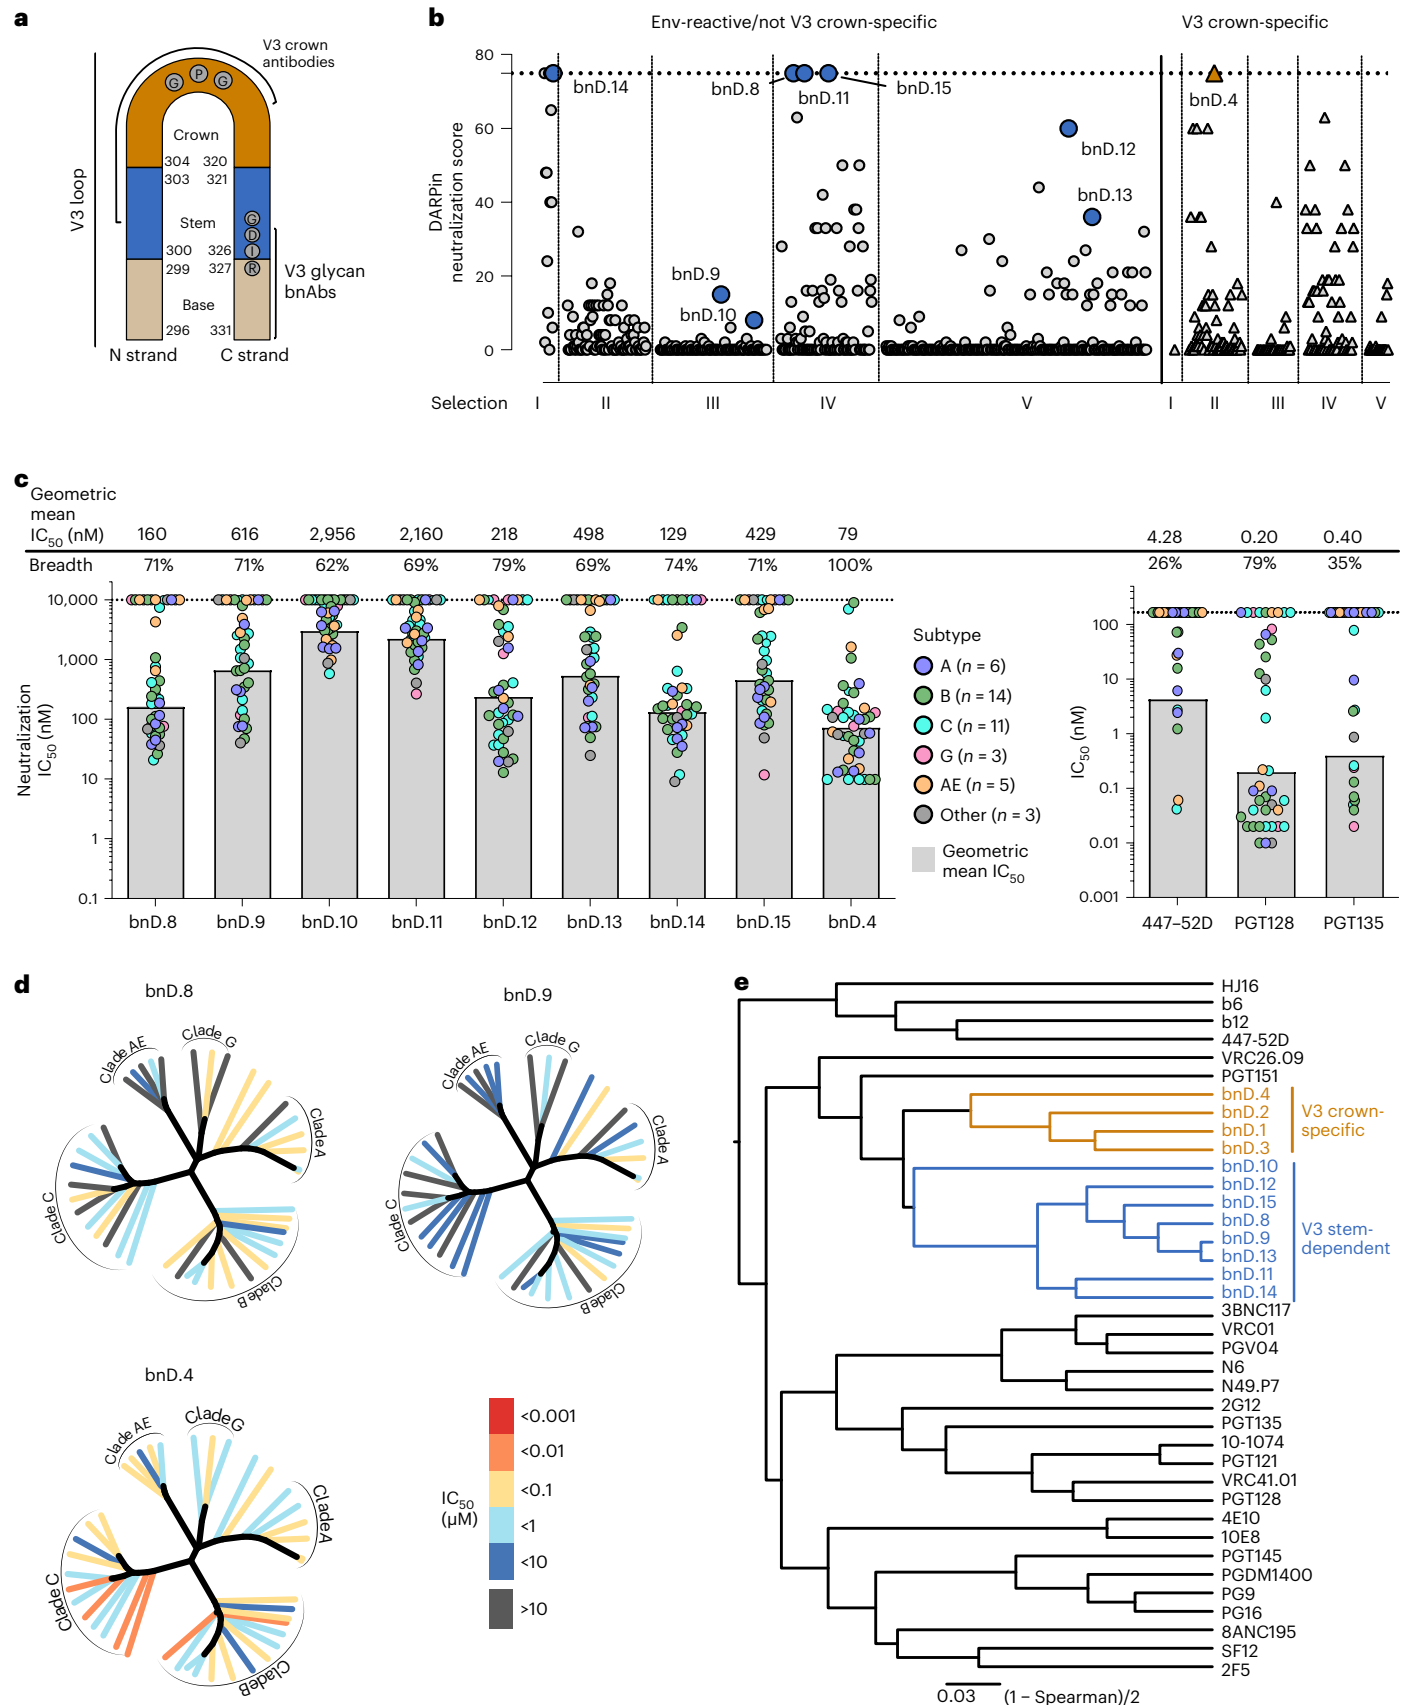 a
V3 crown
antibodies
G
P
G
Crown
304 320
303 321
V3 loop
Stem
G
D
I
R
300 326
299 327
V3 glycan
bnAbs
Base
296 331
N strand C strand
b
Env-reactive/not V3 crown-specific
V3 crown-specific
DARPin
neutralization score
80
60
40
20
0
bnD.14
bnD.8
bnD.11
bnD.15
bnD.12
bnD.13
bnD.9
bnD.10
bnD.4
Selection I II III IV V I II III IV V
c
Geometric
mean
IC50 (nM) 160 616 2,956 2,160 218 498 129 429 79 4.28 0.20 0.40
Breadth 71% 71% 62% 69% 79% 69% 74% 71% 100% 26% 79% 35%
Neutralization
IC50 (nM)
10,000
1,000
100
10
1
0.1
bnD.8 bnD.9 bnD.10 bnD.11 bnD.12 bnD.13 bnD.14 bnD.15 bnD.4
Subtype
A (n = 6)
B (n = 14)
C (n = 11)
G (n = 3)
AE (n = 5)
Other (n = 3)
Geometric
mean IC50
IC50 (nM)
100
10
1
0.1
0.01
0.001
447–52D PGT128 PGT135
d
bnD.8
Clade AE
Clade G
Clade A
Clade C
Clade B
bnD.9
Clade AE
Clade G
Clade A
Clade C
Clade B
bnD.4
Clade AE
Clade G
Clade A
Clade C
Clade B
IC50
(µM)
<0.001
<0.01
<0.1
<1
<10
>10
e
HJ16
b6
b12
447-52D
VRC26.09
PGT151
bnD.4
bnD.2
bnD.1
bnD.3
V3 crown-
specific
bnD.10
bnD.12
bnD.15
bnD.8
bnD.9
bnD.13
bnD.11
bnD.14
V3 stem-
dependent
3BNC117
VRC01
PGV04
N6
N49.P7
2G12
PGT135
10-1074
PGT121
VRC41.01
PGT128
4E10
10E8
PGT145
PGDM1400
PG9
PG16
8ANC195
SF12
2F5
0.03 (1 − Spearman)/2